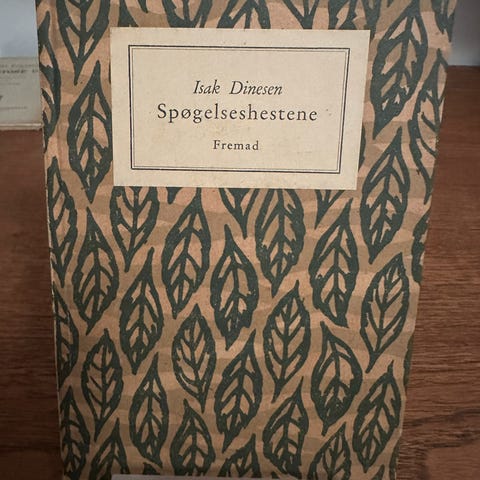 Isak Dinesen
Spøgelseshestene
Fremad